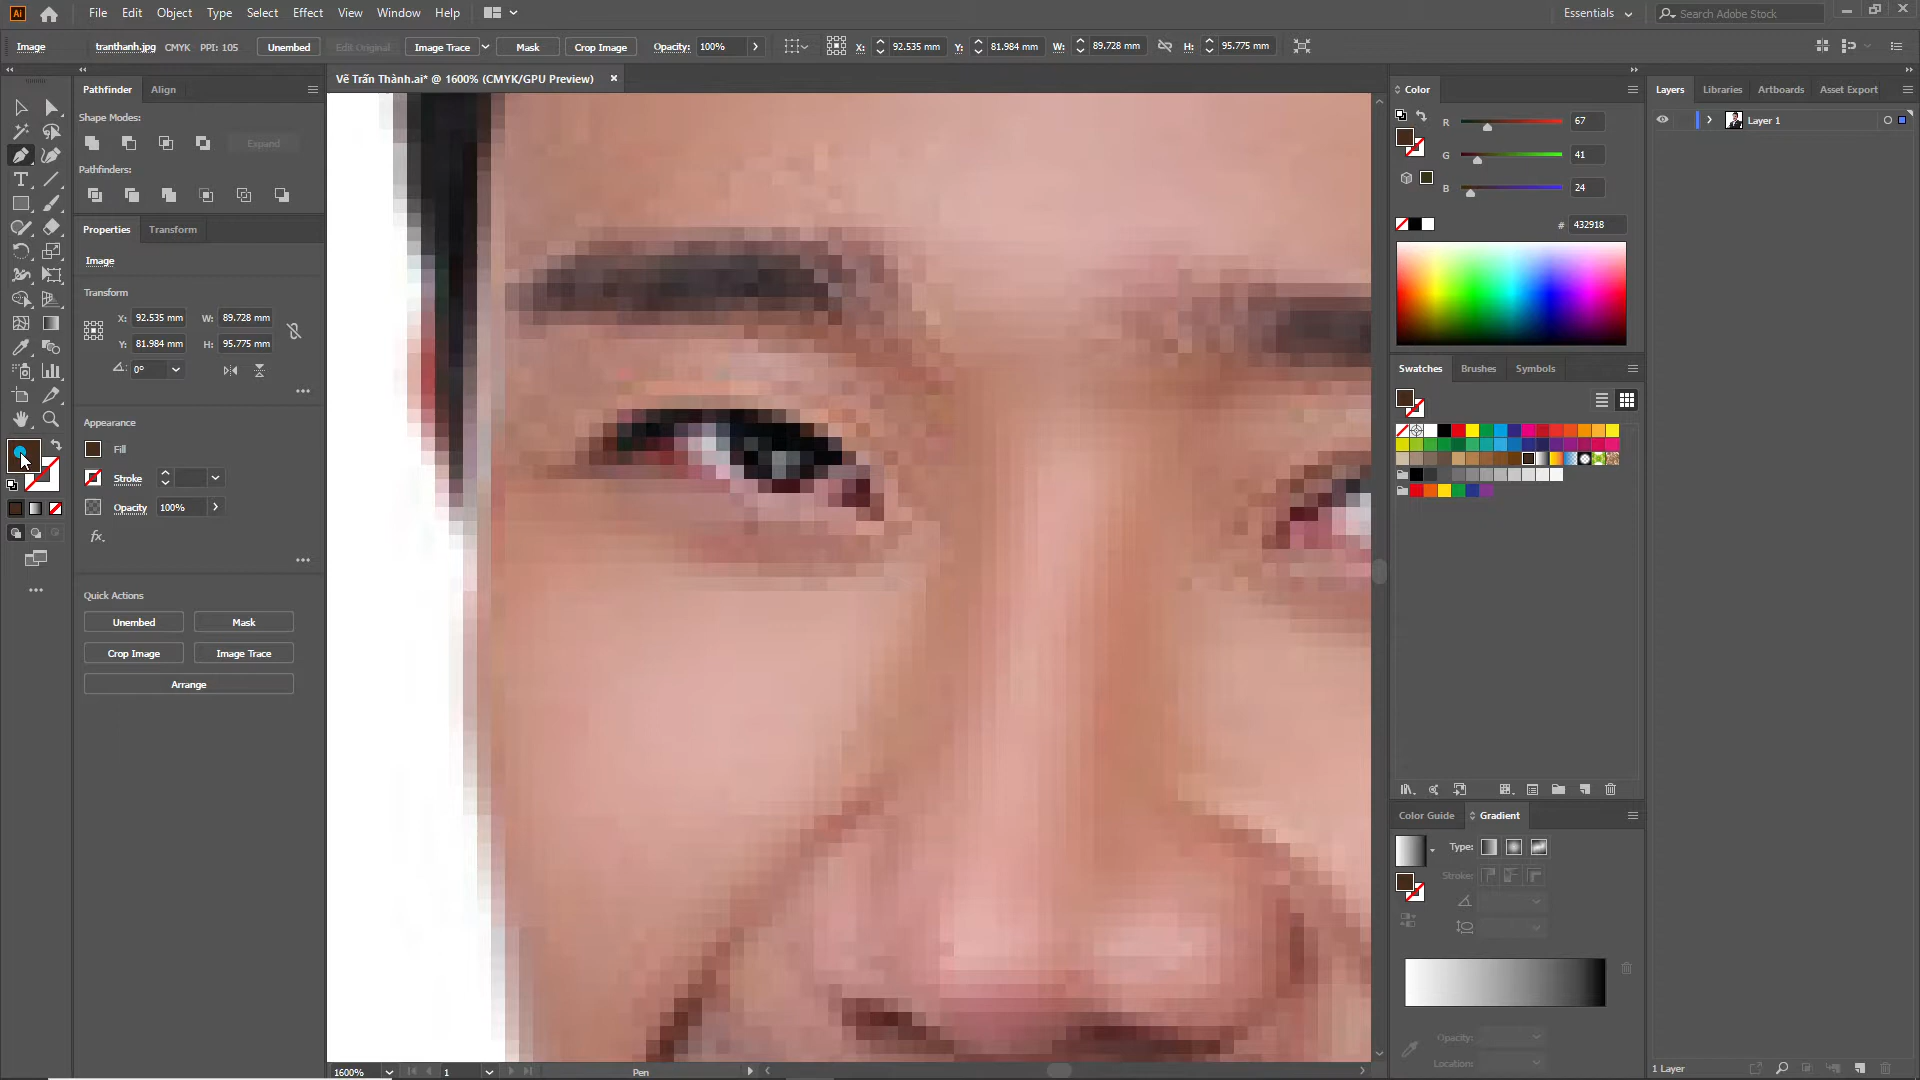 Ai File Edit Object Type Select Effect View Window Help Essentials Search Adobe Stock
Image tranthanh.jpg CMYK PPI: 105 Unembed Edit Original Image Trace Mask Crop Image Opacity: 100% X: 92.535 mm Y: 81.984 mm W: 89.728 mm H: 95.775 mm
Pathfinder Align
Vẽ Trấn Thành.ai* @ 1600% (CMYK/GPU Preview)
Color
Layers Libraries Artboards Asset Export
Shape Modes:
R 67
Layer 1
Expand
G 41
Pathfinders:
B 24
Properties Transform
# 432918
Image
Transform
X: 92.535 mm W: 89.728 mm
Y: 81.984 mm H: 95.775 mm
0°
Swatches Brushes Symbols
Appearance
Fill
Stroke
Opacity 100%
fx.
Quick Actions
Unembed Mask
Crop Image Image Trace
Arrange
Color Guide Gradient
Type:
Stroke:
Opacity:
Location:
1600% 1 Pen
1 Layer